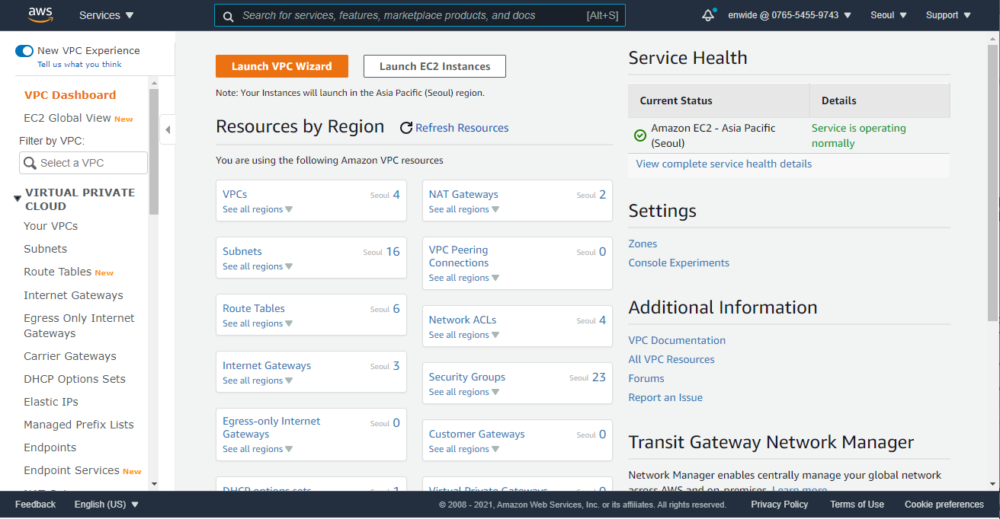 aws
Services
Search for services, features, marketplace products, and docs
[Alt+S]
enwide @ 0765-5455-9743
Seoul
Support
New VPC Experience
Tell us what you think
VPC Dashboard
EC2 Global View New
Filter by VPC:
Select a VPC
VIRTUAL PRIVATE
CLOUD
Your VPCs
Subnets
Route Tables New
Internet Gateways
Egress Only Internet
Gateways
Carrier Gateways
DHCP Options Sets
Elastic IPs
Managed Prefix Lists
Endpoints
Endpoint Services New
Launch VPC Wizard
Launch EC2 Instances
Note: Your Instances will launch in the Asia Pacific (Seoul) region.
Resources by Region
Refresh Resources
You are using the following Amazon VPC resources
VPCs
Seoul 4
See all regions
NAT Gateways
Seoul 2
See all regions
Subnets
Seoul 16
See all regions
VPC Peering
Connections
Seoul 0
See all regions
Route Tables
Seoul 6
See all regions
Network ACLs
Seoul 4
See all regions
Internet Gateways
Seoul 3
See all regions
Security Groups
Seoul 23
See all regions
Egress-only Internet
Gateways
Seoul 0
See all regions
Customer Gateways
Seoul 0
See all regions
DHCP options sets
Seoul 1
Virtual Private Gateways
Seoul 0
Service Health
Current Status
Details
Amazon EC2 - Asia Pacific
(Seoul)
Service is operating
normally
View complete service health details
Settings
Zones
Console Experiments
Additional Information
VPC Documentation
All VPC Resources
Forums
Report an Issue
Transit Gateway Network Manager
Network Manager enables centrally manage your global network
across AWS and on-premises. Learn more
Feedback
English (US)
© 2008 - 2021, Amazon Web Services, Inc. or its affiliates. All rights reserved.
Privacy Policy
Terms of Use
Cookie preferences